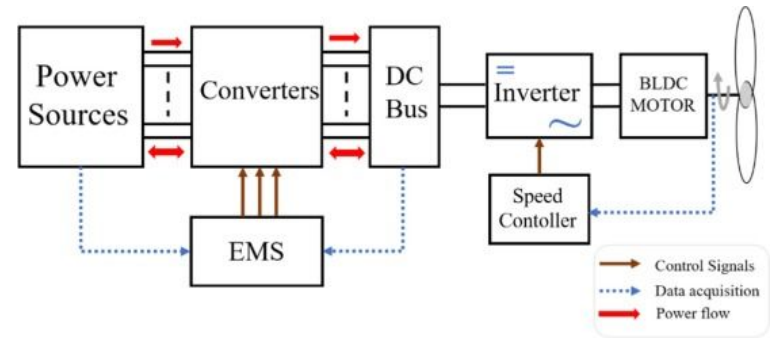 Power
Sources
Converters
DC
Bus
=
Inverter
~
BLDC
MOTOR
Speed
Contoller
EMS
Control Signals
Data acquisition
Power flow